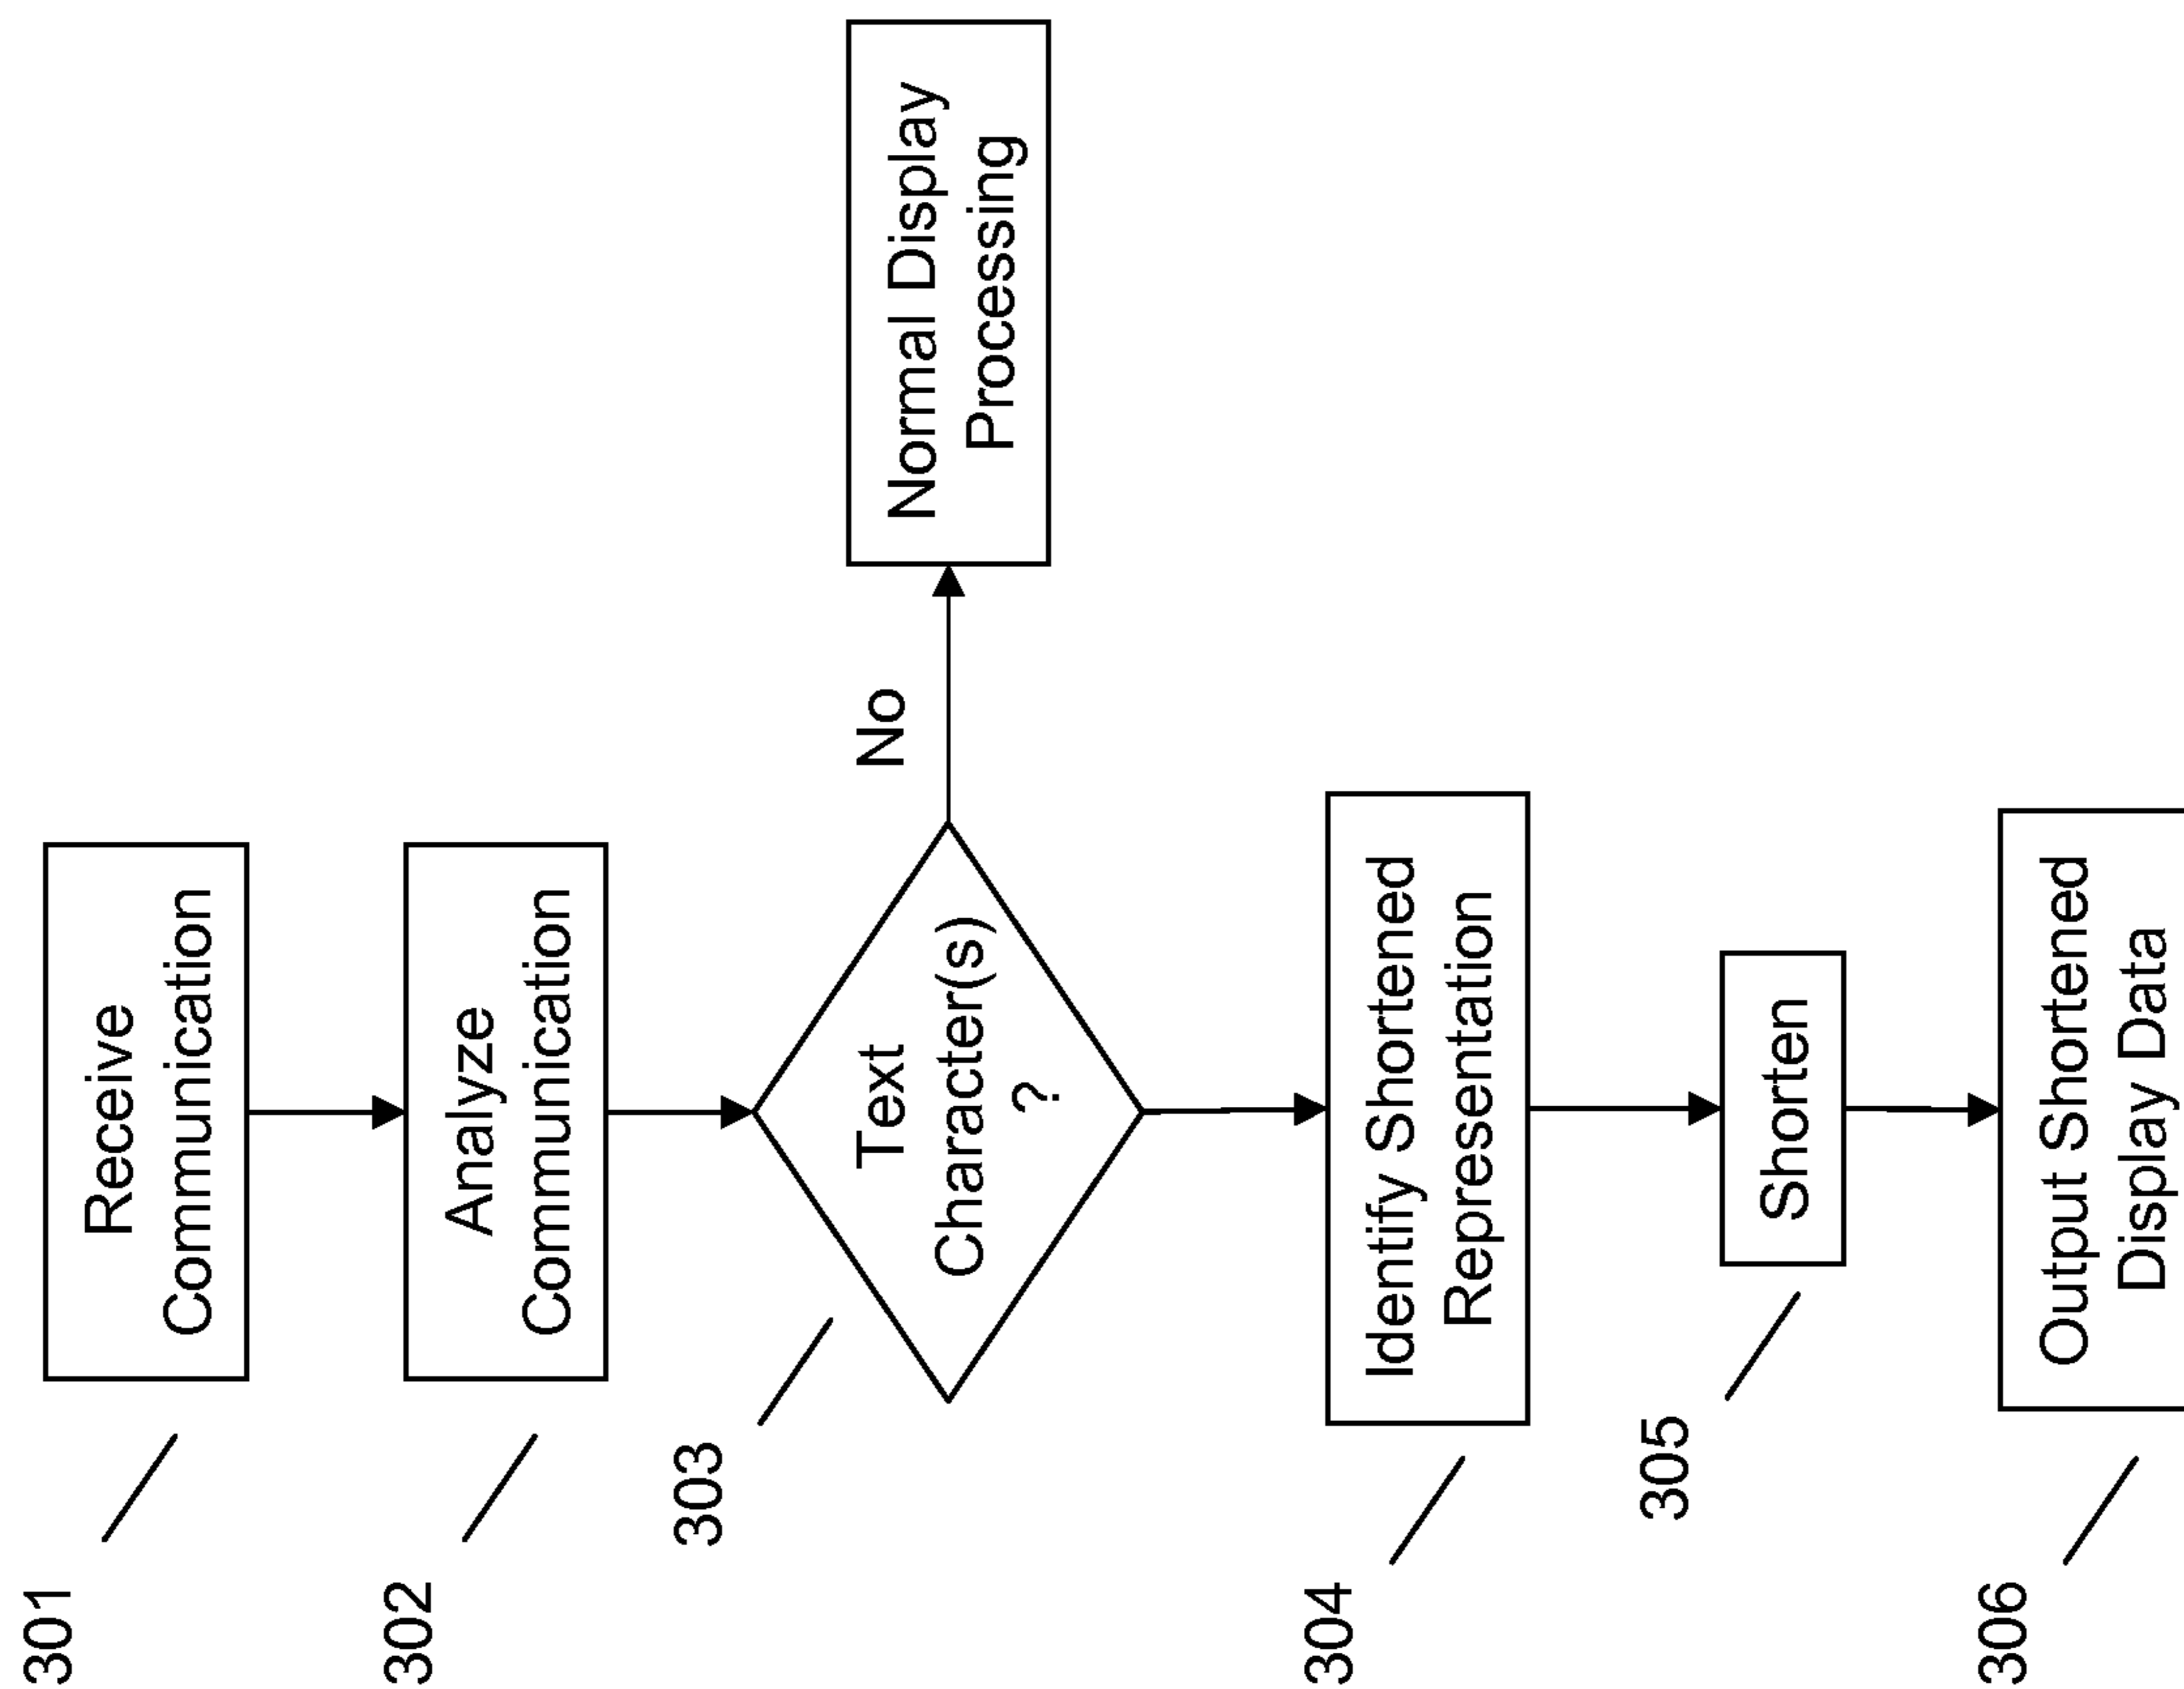 301
Receive
Communication
302
Analyze
Communication
303
Text
Character(s)
?
No
Normal Display
Processing
304
Identify Shortened
Representation
305
Shorten
306
Output Shortened
Display Data